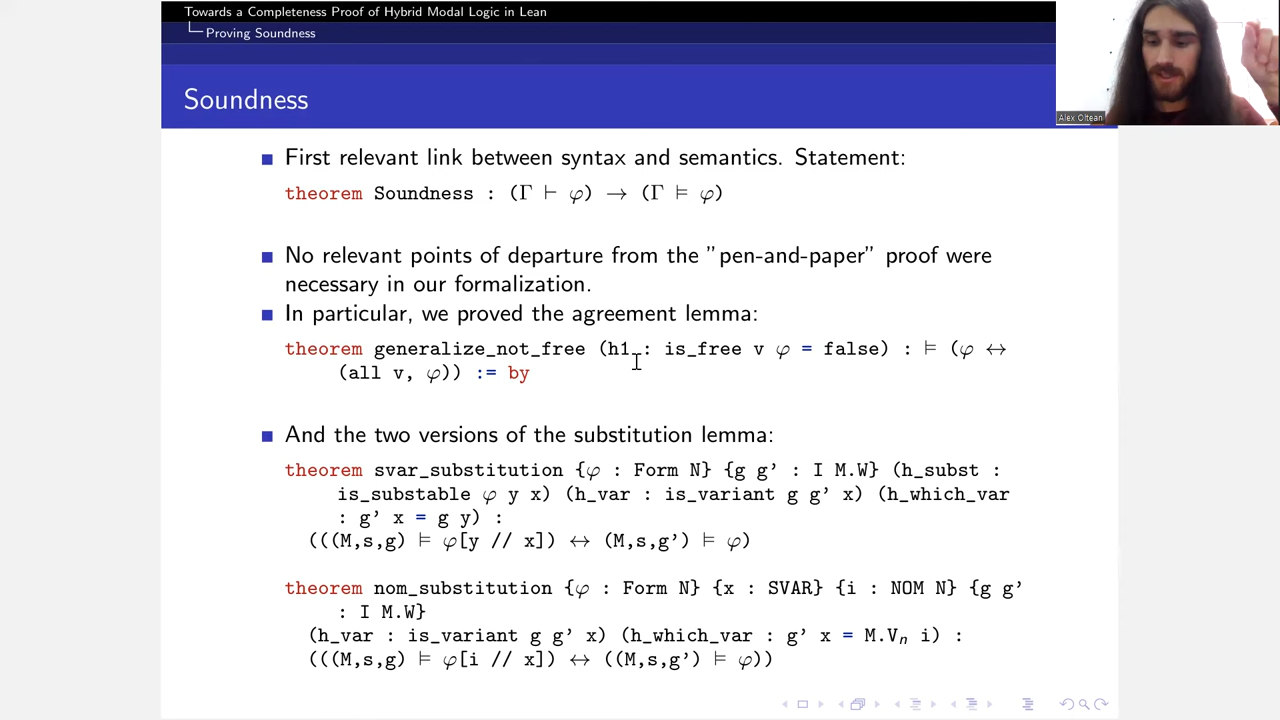 Towards a Completeness Proof of Hybrid Modal Logic in Lean
Proving Soundness
Alex Oltean
Soundness
First relevant link between syntax and semantics. Statement:
theorem Soundness : (Γ ⊢ φ) → (Γ ⊨ φ)
No relevant points of departure from the ”pen-and-paper” proof were
necessary in our formalization.
In particular, we proved the agreement lemma:
theorem generalize_not_free (h1 : is_free v φ = false) : ⊨ (φ ↔
(all v, φ)) := by
And the two versions of the substitution lemma:
theorem svar_substitution {φ : Form N} {g g’ : I M.W} (h_subst :
is_substable φ y x) (h_var : is_variant g g’ x) (h_which_var
: g’ x = g y) :
(((M,s,g) ⊨ φ[y // x]) ↔ (M,s,g’) ⊨ φ)
theorem nom_substitution {φ : Form N} {x : SVAR} {i : NOM N} {g g’
: I M.W}
(h_var : is_variant g g’ x) (h_which_var : g’ x = M.Vₙ i) :
(((M,s,g) ⊨ φ[i // x]) ↔ ((M,s,g’) ⊨ φ))